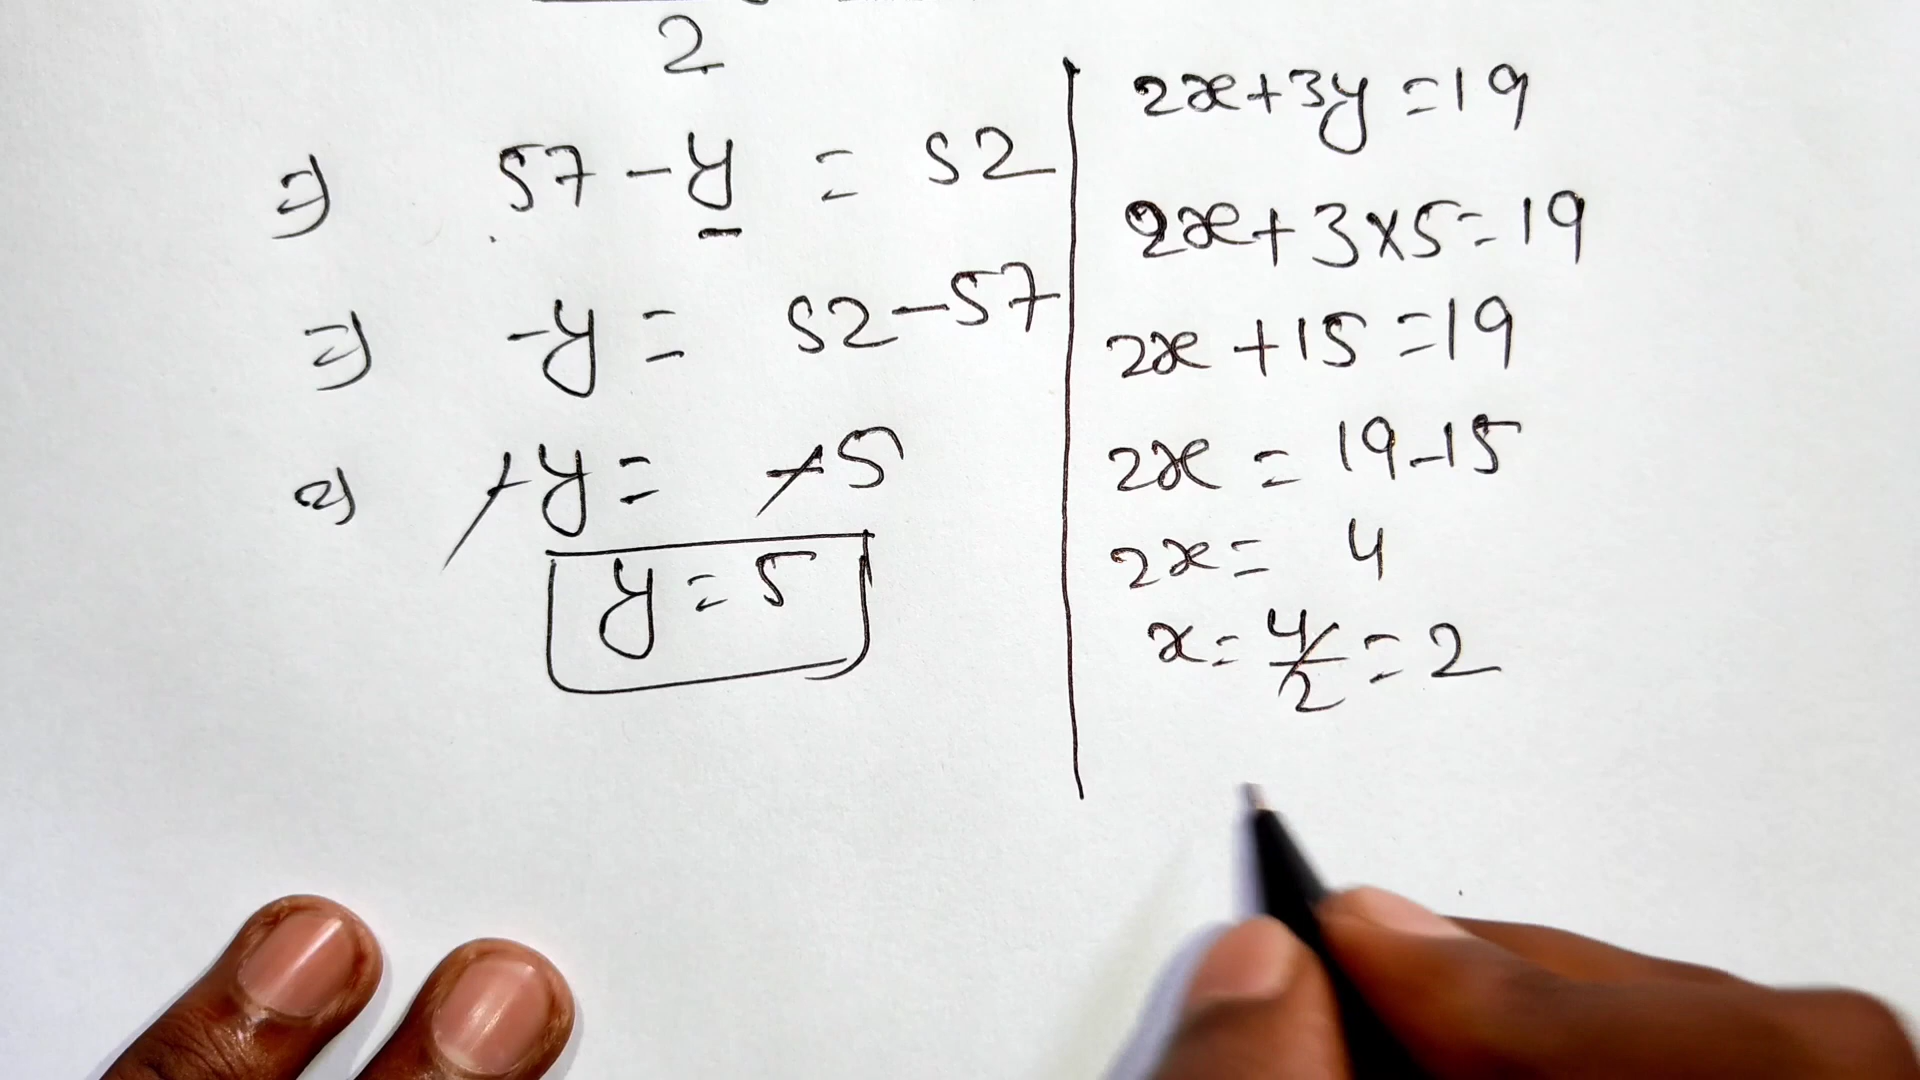 2
⇒ 57 - y = 52
⇒ -y = 52 - 57
⇒ -y = -5
y = 5
2x + 3y = 19
2x + 3 × 5 = 19
2x + 15 = 19
2x = 19 - 15
2x = 4
x = 4/2 = 2